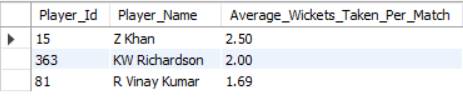 Player_Id Player_Name Average_Wickets_Taken_Per_Match
15 Z Khan 2.50
363 KW Richardson 2.00
81 R Vinay Kumar 1.69